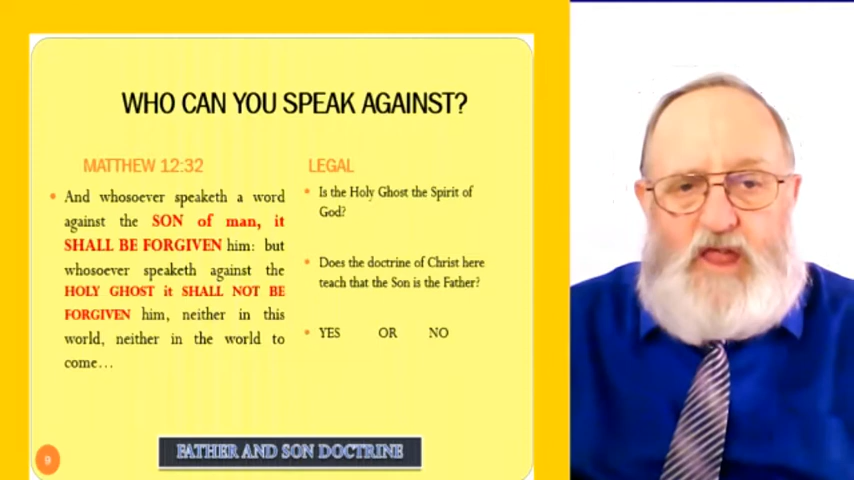 WHO CAN YOU SPEAK AGAINST?
MATTHEW 12:32
And whosoever speaketh a word
against the SON of man, it
SHALL BE FORGIVEN him: but
whosoever speaketh against the
HOLY GHOST it SHALL NOT BE
FORGIVEN him, neither in this
world, neither in the world to
come…
LEGAL
Is the Holy Ghost the Spirit of
God?
Does the doctrine of Christ here
teach that the Son is the Father?
YES OR NO
9
FATHER AND SON DOCTRINE